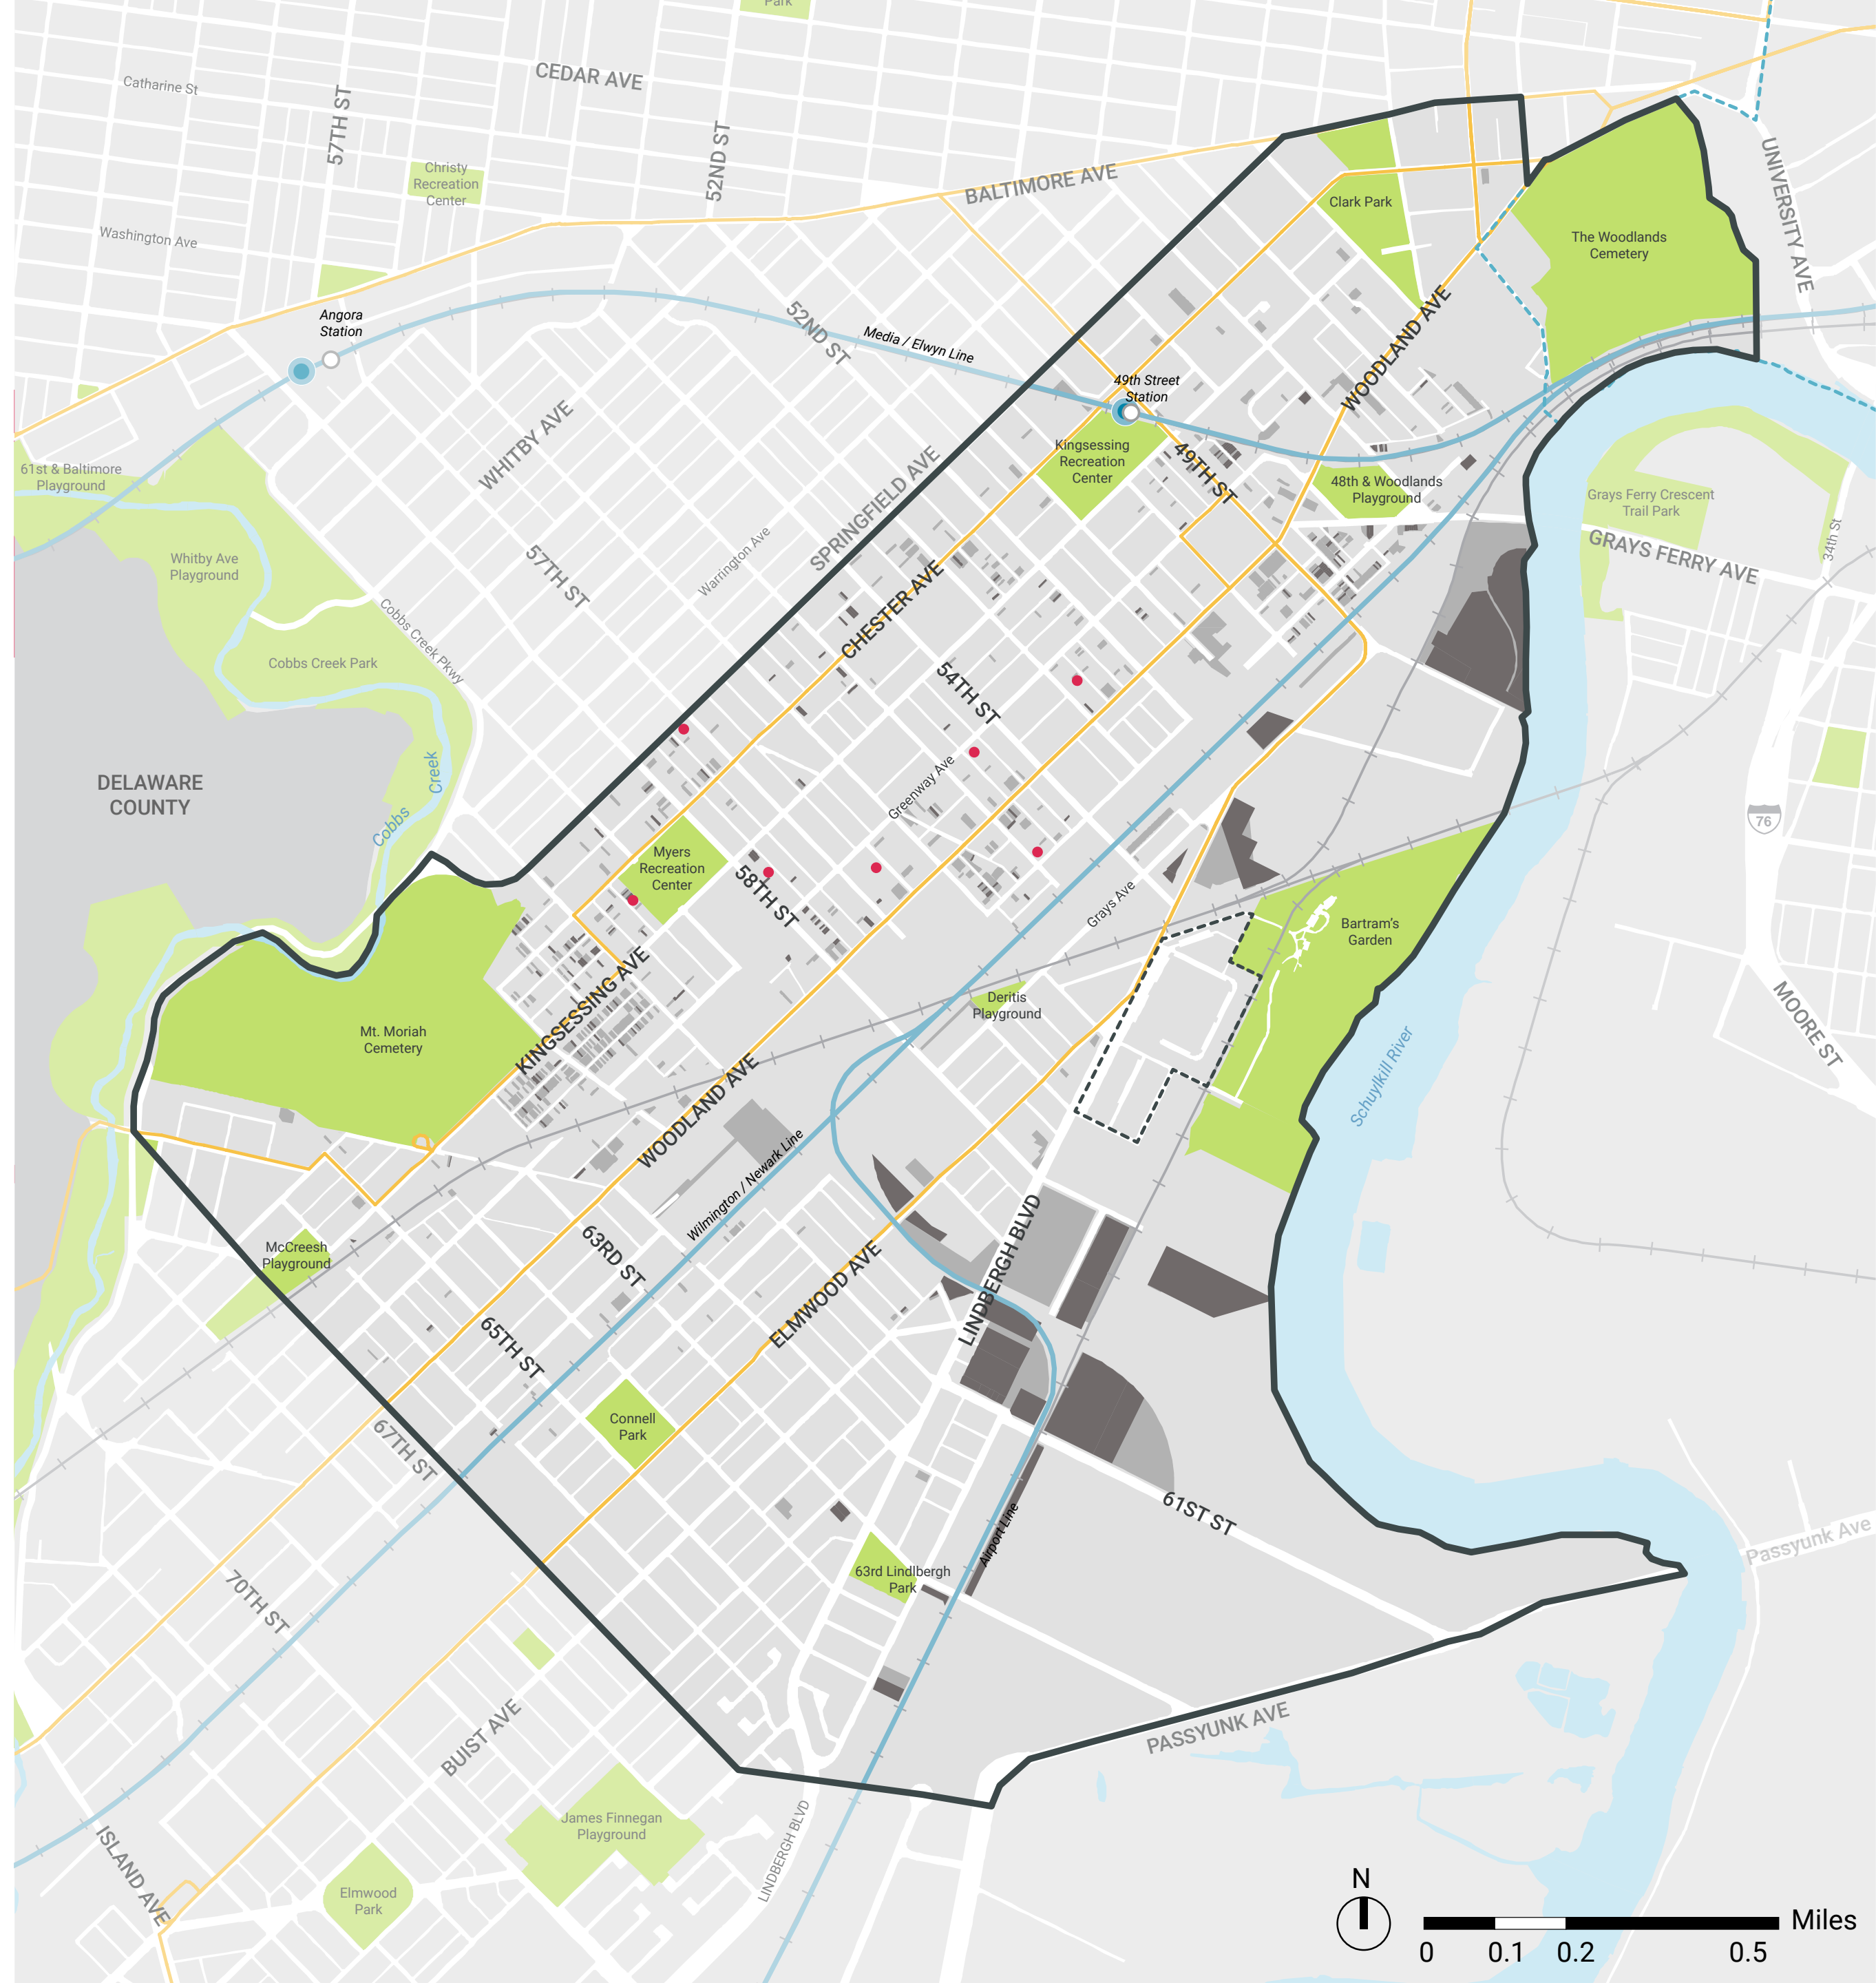 Park
CEDAR AVE
Catharine St
57TH ST
52ND ST
Christy
Recreation
Center
BALTIMORE AVE
Washington Ave
UNIVERSITY AVE
Clark Park
The Woodlands
Cemetery
Angora
Station
52ND ST
Media / Elwyn Line
49th Street
Station
WOODLAND AVE
WHITBY AVE
61st & Baltimore
Playground
SPRINGFIELD AVE
Kingsessing
Recreation
Center
49TH ST
48th & Woodlands
Playground
Grays Ferry Crescent
Trail Park
34th St
GRAYS FERRY AVE
Whitby Ave
Playground
57TH ST
Warrington Ave
CHESTER AVE
Cobbs Creek Pkwy
Cobbs Creek Park
54TH ST
DELAWARE
COUNTY
Cobbs
Creek
Greenway Ave
76
Myers
Recreation
Center
58TH ST
Grays Ave
Bartram's
Garden
KINGSESSING AVE
Deritis
Playground
Mt. Moriah
Cemetery
MOORE ST
Schuylkill River
WOODLAND AVE
Wilmington / Newark Line
McCreesh
Playground
63RD ST
ELMWOOD AVE
LINDBERGH BLVD
65TH ST
Connell
Park
67TH ST
61ST ST
Airport Line
Passyunk Ave
63rd Lindlbergh
Park
70TH ST
BUIST AVE
PASSYUNK AVE
James Finnegan
Playground
LINDBERGH BLVD
ISLAND AVE
Elmwood
Park
N
Miles
0 0.1 0.2 0.5